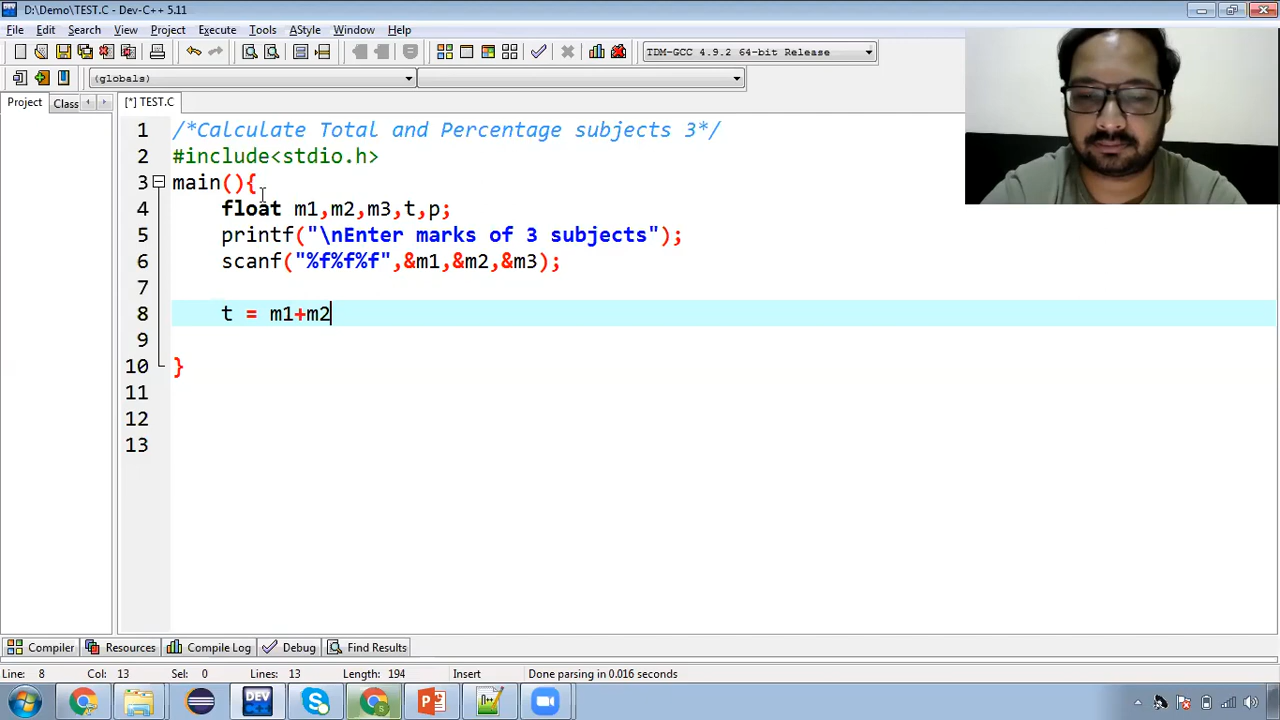 D:\Demo\TEST.C - Dev-C++ 5.11
File Edit Search View Project Execute Tools AStyle Window Help
TDM-GCC 4.9.2 64-bit Release
(globals)
Project Class [*] TEST.C
1 /*Calculate Total and Percentage subjects 3*/
2 #include<stdio.h>
3 main(){
4 float m1,m2,m3,t,p;
5 printf("\nEnter marks of 3 subjects");
6 scanf("%f%f%f",&m1,&m2,&m3);
7
8 t = m1+m2
9
10 }
11
12
13
Compiler Resources Compile Log Debug Find Results
Line: 8 Col: 13 Sel: 0 Lines: 13 Length: 194 Insert Done parsing in 0.016 seconds
DEV